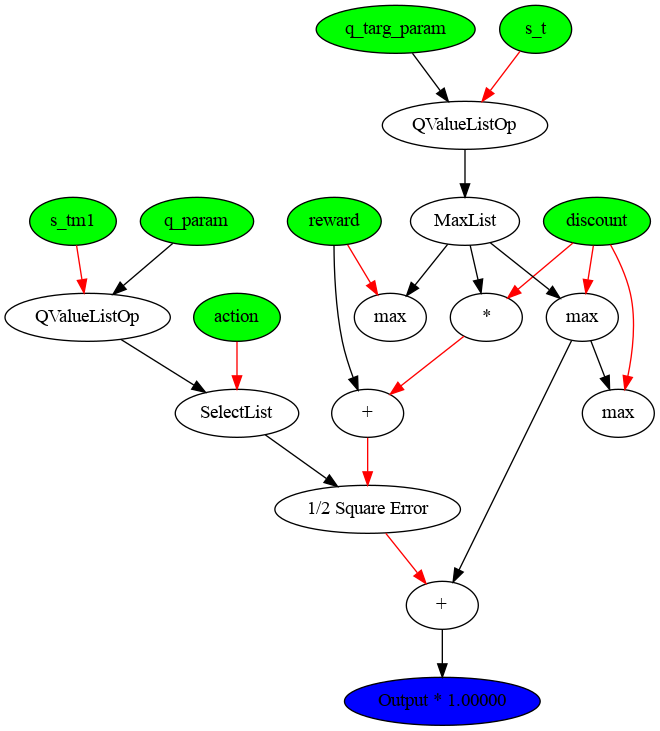 q_targ_param
s_t
QValueListOp
s_tm1
q_param
reward
MaxList
discount
QValueListOp
action
max
*
max
SelectList
+
max
1/2 Square Error
+
Output * 1.00000